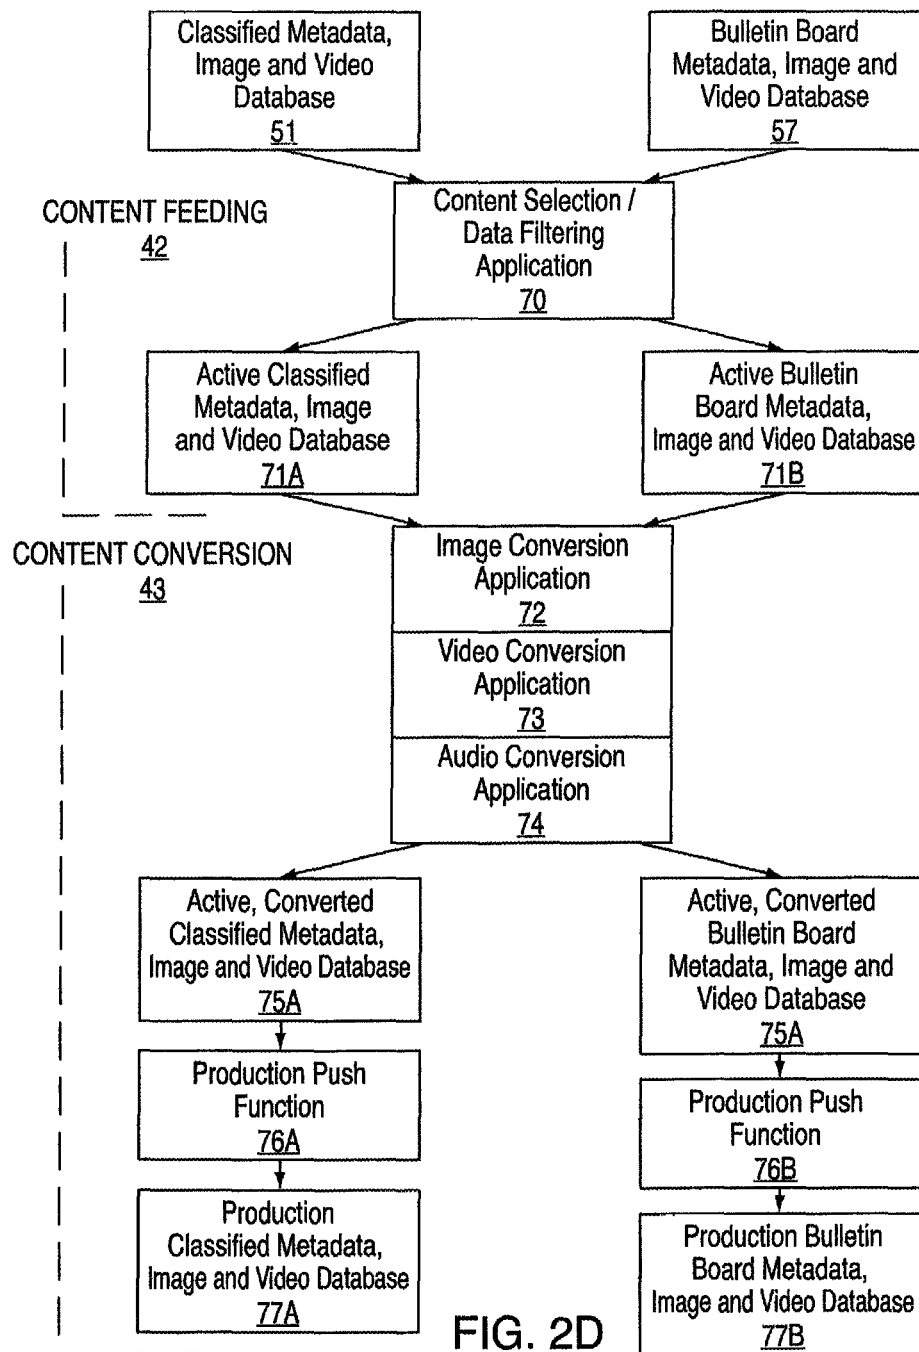 Classified Metadata,
Image and Video
Database
51
Bulletin Board
Metadata, Image and
Video Database
57
CONTENT FEEDING
42
Content Selection /
Data Filtering
Application
70
Active Classified
Metadata, Image
and Video Database
71A
Active Bulletin
Board Metadata,
Image and Video Database
71B
CONTENT CONVERSION
43
Image Conversion
Application
72
Video Conversion
Application
73
Audio Conversion
Application
74
Active, Converted
Classified Metadata,
Image and Video Database
75A
Active, Converted
Bulletin Board
Metadata, Image and
Video Database
75A
Production Push
Function
76A
Production Push
Function
76B
Production
Classified Metadata,
Image and Video Database
77A
Production Bulletin
Board Metadata,
Image and Video Database
77B
FIG. 2D